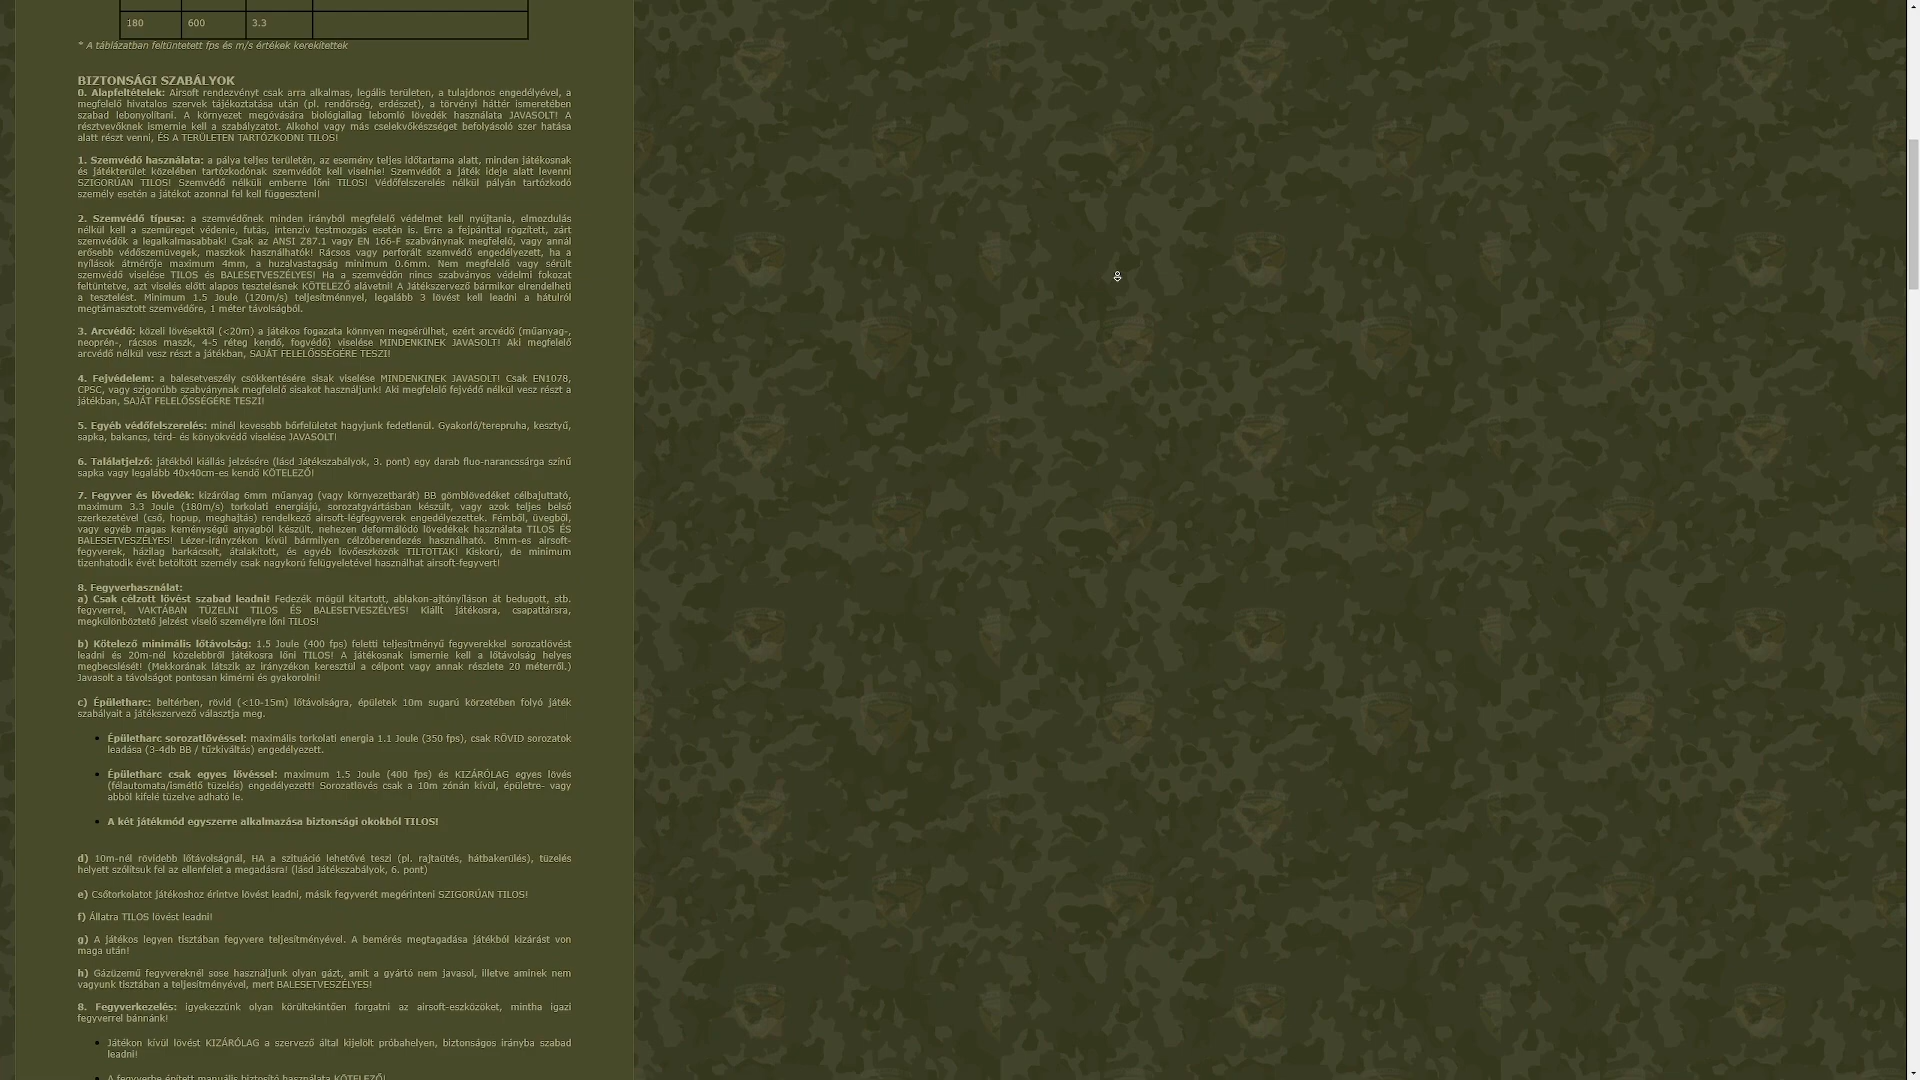 180 600 3.3
* A táblázatban feltüntetett fps és m/s értékek kerekítettek
BIZTONSÁGI SZABÁLYOK
0. Alapfeltételek: Airsoft rendezvényt csak arra alkalmas, legális területen, a tulajdonos engedélyével, a
megfelelő hivatalos szervek tájékoztatása után (pl. rendőrség, erdészet), a törvényi háttér ismeretében
szabad lebonyolítani. A környezet megóvására biológiailag lebomló lövedék használata JAVASOLT! A
résztvevőknek ismernie kell a szabályzatot. Alkohol vagy más cselekvőkészséget befolyásoló szer hatása
alatt részt venni, ÉS A TERÜLETEN TARTÓZKODNI TILOS!
1. Szemvédő használata: a pálya teljes területén, az esemény teljes időtartama alatt, minden játékosnak
és játékterület közelében tartózkodónak szemvédőt kell viselnie! Szemvédőt a játék ideje alatt levenni
SZIGORÚAN TILOS! Szemvédő nélküli emberre lőni TILOS! Védőfelszerelés nélkül pályán tartózkodó
személy esetén a játékot azonnal fel kell függeszteni!
2. Szemvédő típusa: a szemvédőnek minden irányból megfelelő védelmet kell nyújtania, elmozdulás
nélkül kell a szemüreget védenie, futás, intenzív testmozgás esetén is. Erre a fejpánttal rögzített, zárt
szemvédők a legalkalmasabbak! Csak az ANSI Z87.1 vagy EN 166-F szabványnak megfelelő, vagy annál
erősebb védőszemüvegek, maszkok használhatók! Rácsos vagy perforált szemvédő engedélyezett, ha a
nyílások átmérője maximum 4mm, a huzalvastagság minimum 0.6mm. Nem megfelelő vagy sérült
szemvédő viselése TILOS és BALESETVESZÉLYES! Ha a szemvédőn nincs szabványos védelmi fokozat
feltüntetve, azt viselés előtt alapos tesztelésnek KÖTELEZŐ alávetni! A Játékszervező bármikor elrendelheti
a tesztelést. Minimum 1.5 Joule (120m/s) teljesítménnyel, legalább 3 lövést kell leadni a hátulról
megtámasztott szemvédőre, 1 méter távolságból.
3. Arcvédő: közeli lövésektől (<20m) a játékos fogazata könnyen megsérülhet, ezért arcvédő (műanyag-,
neoprén-, rácsos maszk, 4-5 réteg kendő, fogvédő) viselése MINDENKINEK JAVASOLT! Aki megfelelő
arcvédő nélkül vesz részt a játékban, SAJÁT FELELŐSSÉGÉRE TESZI!
4. Fejvédelem: a balesetveszély csökkentésére sisak viselése MINDENKINEK JAVASOLT! Csak EN1078,
CPSC, vagy szigorúbb szabványnak megfelelő sisakot használjunk! Aki megfelelő fejvédő nélkül vesz részt a
játékban, SAJÁT FELELŐSSÉGÉRE TESZI!
5. Egyéb védőfelszerelés: minél kevesebb bőrfelületet hagyjunk fedetlenül. Gyakorló/terepruha, kesztyű,
sapka, bakancs, térd- és könyökvédő viselése JAVASOLT!
6. Találatjelző: játékból kiállás jelzésére (lásd Játékszabályok, 3. pont) egy darab fluo-narancssárga színű
sapka vagy legalább 40x40cm-es kendő KÖTELEZŐ!
7. Fegyver és lövedék: kizárólag 6mm műanyag (vagy környezetbarát) BB gömblövedéket célbajuttató,
maximum 3.3 Joule (180m/s) torkolati energiájú, sorozatgyártásban készült, vagy azok teljes belső
szerkezetével (cső, hopup, meghajtás) rendelkező airsoft-légfegyverek engedélyezettek. Fémből, üvegből,
vagy egyéb magas keménységű anyagból készült, nehezen deformálódó lövedékek használata TILOS ÉS
BALESETVESZÉLYES! Lézer-irányzékon kívül bármilyen célzóberendezés használható. 8mm-es airsoft-
fegyverek, házilag barkácsolt, átalakított, és egyéb lövőeszközök TILTOTTAK! Kiskorú, de minimum
tizenhatodik évét betöltött személy csak nagykorú felügyeletével használhat airsoft-fegyvert!
8. Fegyverhasználat:
a) Csak célzott lövést szabad leadni! Fedezék mögül kitartott, ablakon-ajtónyíláson át bedugott, stb.
fegyverrel, VAKTÁBAN TÜZELNI TILOS ÉS BALESETVESZÉLYES! Kiállt játékosra, csapattársra,
megkülönböztető jelzést viselő személyre lőni TILOS!
b) Kötelező minimális lőtávolság: 1.5 Joule (400 fps) feletti teljesítményű fegyverekkel sorozatlövést
leadni és 20m-nél közelebbről játékosra lőni TILOS! A játékosnak ismernie kell a lőtávolság helyes
megbecslését! (Mekkorának látszik az irányzékon keresztül a célpont vagy annak részlete 20 méterről.)
Javasolt a távolságot pontosan kimérni és gyakorolni!
c) Épületharc: beltérben, rövid (<10-15m) lőtávolságra, épületek 10m sugarú körzetében folyó játék
szabályait a játékszervező választja meg.
Épületharc sorozatlövéssel: maximális torkolati energia 1.1 Joule (350 fps), csak RÖVID sorozatok
leadása (3-4db BB / tűzkiváltás) engedélyezett.
Épületharc csak egyes lövéssel: maximum 1.5 Joule (400 fps) és KIZÁRÓLAG egyes lövés
(félautomata/ismétlő tüzelés) engedélyezett! Sorozatlövés csak a 10m zónán kívül, épületre- vagy
abból kifelé tüzelve adható le.
A két játékmód egyszerre alkalmazása biztonsági okokból TILOS!
d) 10m-nél rövidebb lőtávolságnál, HA a szituáció lehetővé teszi (pl. rajtaütés, hátbakerülés), tüzelés
helyett szólítsuk fel az ellenfelet a megadásra! (lásd Játékszabályok, 6. pont)
e) Csőtorkolatot játékoshoz érintve lövést leadni, másik fegyverét megérinteni SZIGORÚAN TILOS!
f) Állatra TILOS lövést leadni!
g) A játékos legyen tisztában fegyvere teljesítményével. A bemérés megtagadása játékból kizárást von
maga után!
h) Gázüzemű fegyvereknél sose használjunk olyan gázt, amit a gyártó nem javasol, illetve aminek nem
vagyunk tisztában a teljesítményével, mert BALESETVESZÉLYES!
8. Fegyverkezelés: igyekezzünk olyan körültekintően forgatni az airsoft-eszközöket, mintha igazi
fegyverrel bánnánk!
Játékon kívül lövést KIZÁRÓLAG a szervező által kijelölt próbahelyen, biztonságos irányba szabad
leadni!
A fegyverbe épített manuális biztosító használata KÖTELEZŐ!